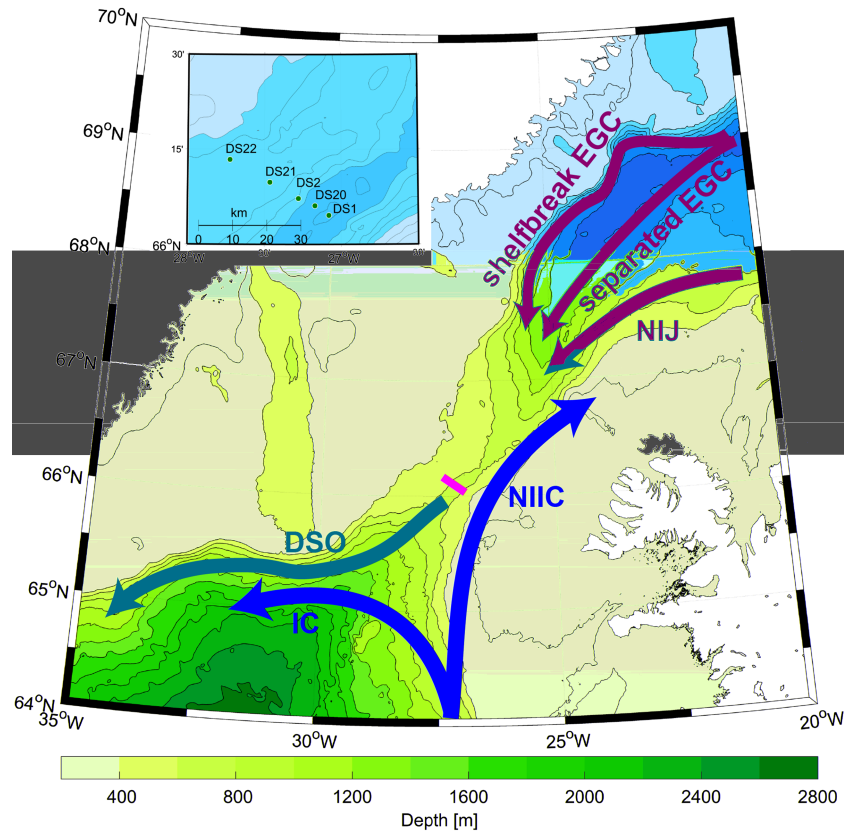 70°N
30'
15'
66°N
28°W
30'
27°W
30'
DS22
DS21
DS2
DS20
DS1
km
0 10 20 30
69°N
68°N
67°N
66°N
65°N
64°N
shelfbreak EGC
separated EGC
NIJ
NIIC
DSO
IC
35°W
30°W
25°W
20°W
400 800 1200 1600 2000 2400 2800
Depth [m]